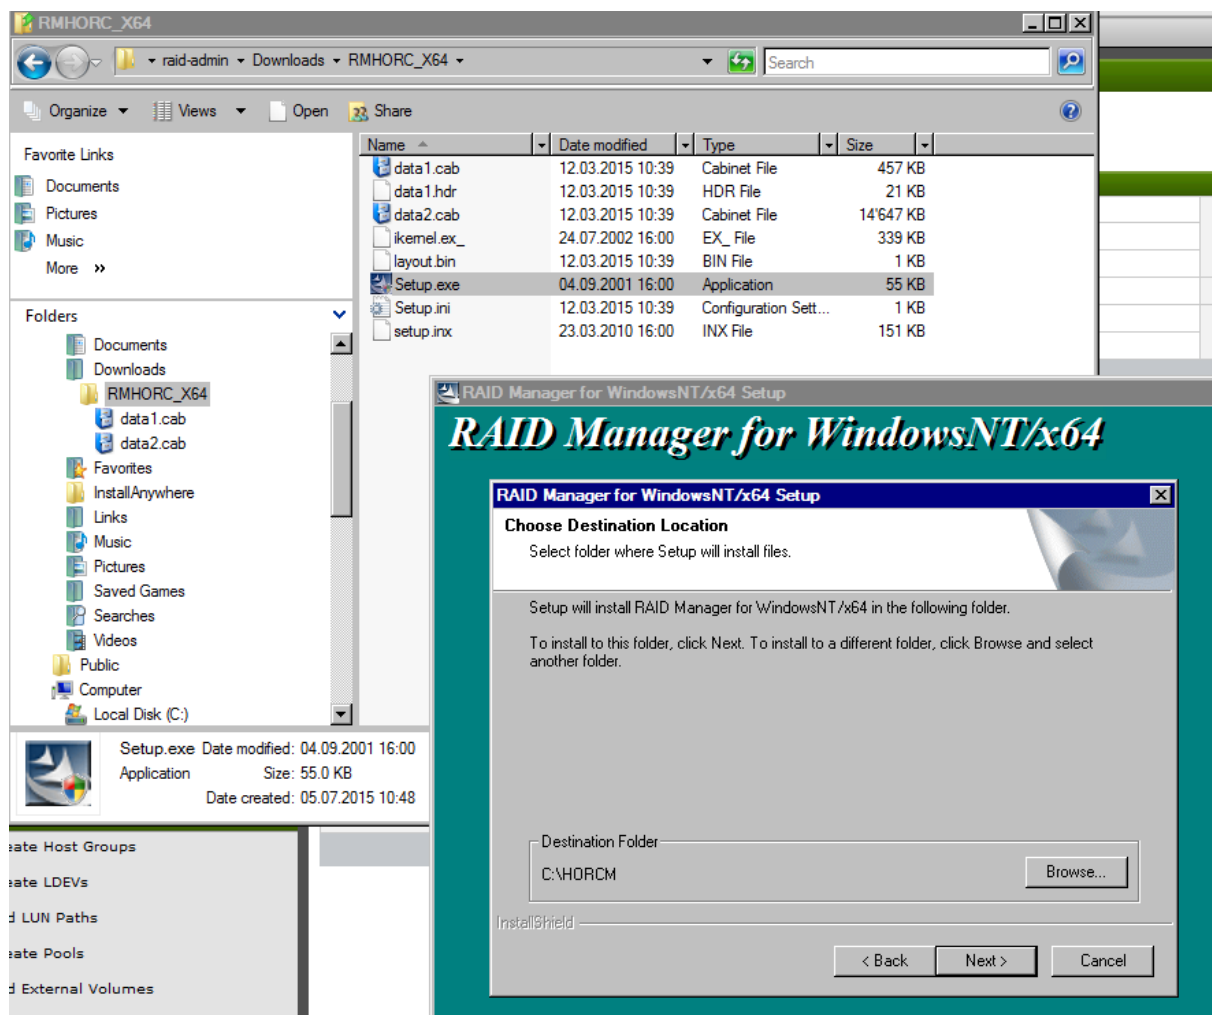 RMHORC_X64
raid-admin Downloads RMHORC_X64
Search
Organize Views Open Share
Favorite Links
Documents
Pictures
Music
More »
Folders
Documents
Downloads
RMHORC_X64
data1.cab
data2.cab
Favorites
InstallAnywhere
Links
Music
Pictures
Saved Games
Searches
Videos
Public
Computer
Local Disk (C:)
Name Date modified Type Size
data1.cab 12.03.2015 10:39 Cabinet File 457 KB
data1.hdr 12.03.2015 10:39 HDR File 21 KB
data2.cab 12.03.2015 10:39 Cabinet File 14'647 KB
ikernel.ex_ 24.07.2002 16:00 EX_ File 339 KB
layout.bin 12.03.2015 10:39 BIN File 1 KB
Setup.exe 04.09.2001 16:00 Application 55 KB
Setup.ini 12.03.2015 10:39 Configuration Sett... 1 KB
setup.inx 23.03.2010 16:00 INX File 151 KB
Setup.exe Date modified: 04.09.2001 16:00
Application Size: 55.0 KB
Date created: 05.07.2015 10:48
RAID Manager for WindowsNT/x64 Setup
RAID Manager for WindowsNT/x64
RAID Manager for WindowsNT/x64 Setup
Choose Destination Location
Select folder where Setup will install files.
Setup will install RAID Manager for WindowsNT/x64 in the following folder.
To install to this folder, click Next. To install to a different folder, click Browse and select
another folder.
Destination Folder
C:\HORCM
Browse...
InstallShield
< Back Next > Cancel
eate Host Groups
eate LDEVs
d LUN Paths
eate Pools
d External Volumes